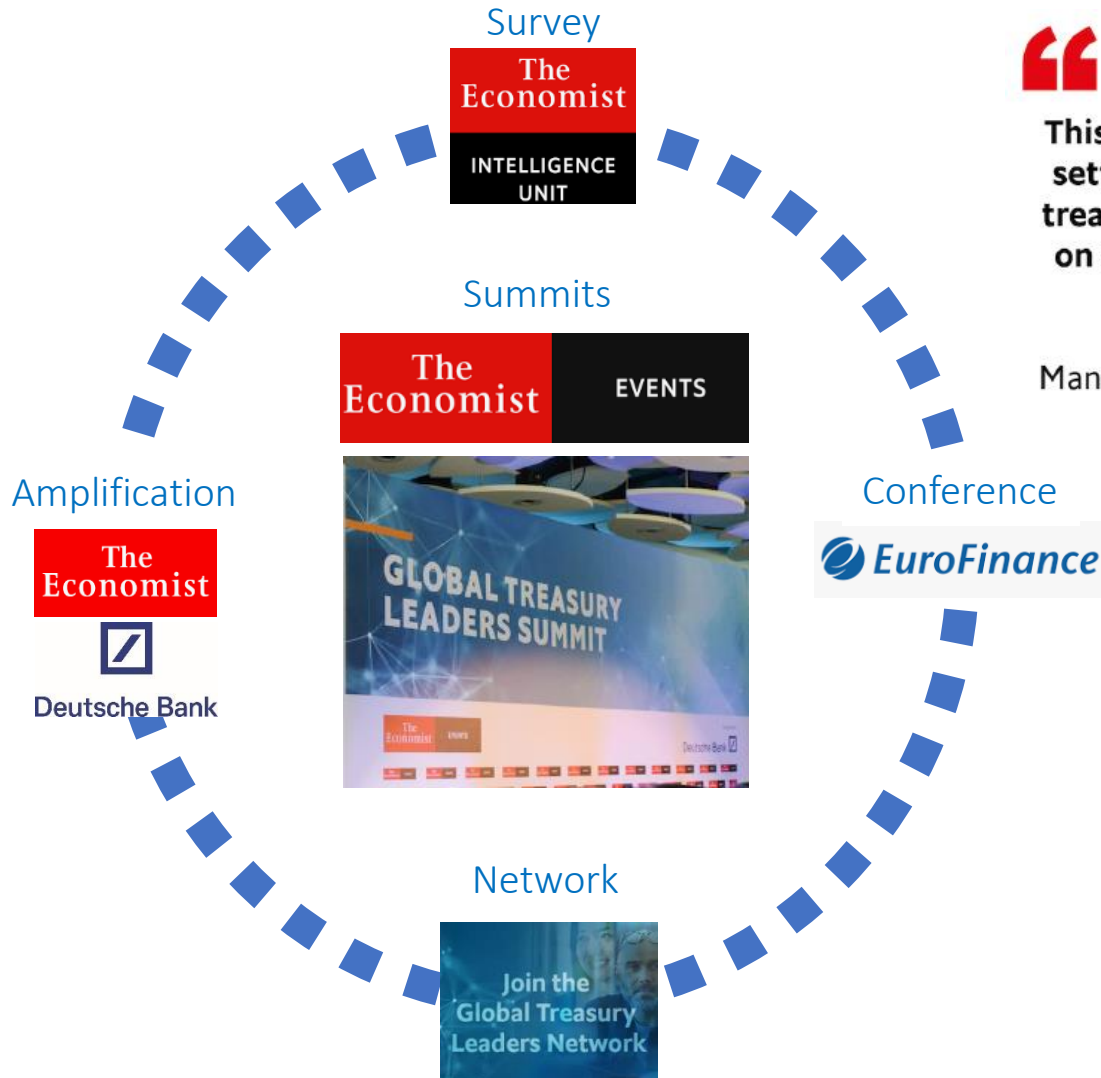 Survey
The
Economist
INTELLIGENCE
UNIT
“
This
sett
trea
on
Man
Summits
The
Economist
EVENTS
Amplification
The
Economist
Deutsche Bank
GLOBAL TREASURY
LEADERS SUMMIT
The
Economist
EVENTS
Deutsche Bank
Conference
EuroFinance
Network
Join the
Global Treasury
Leaders Network